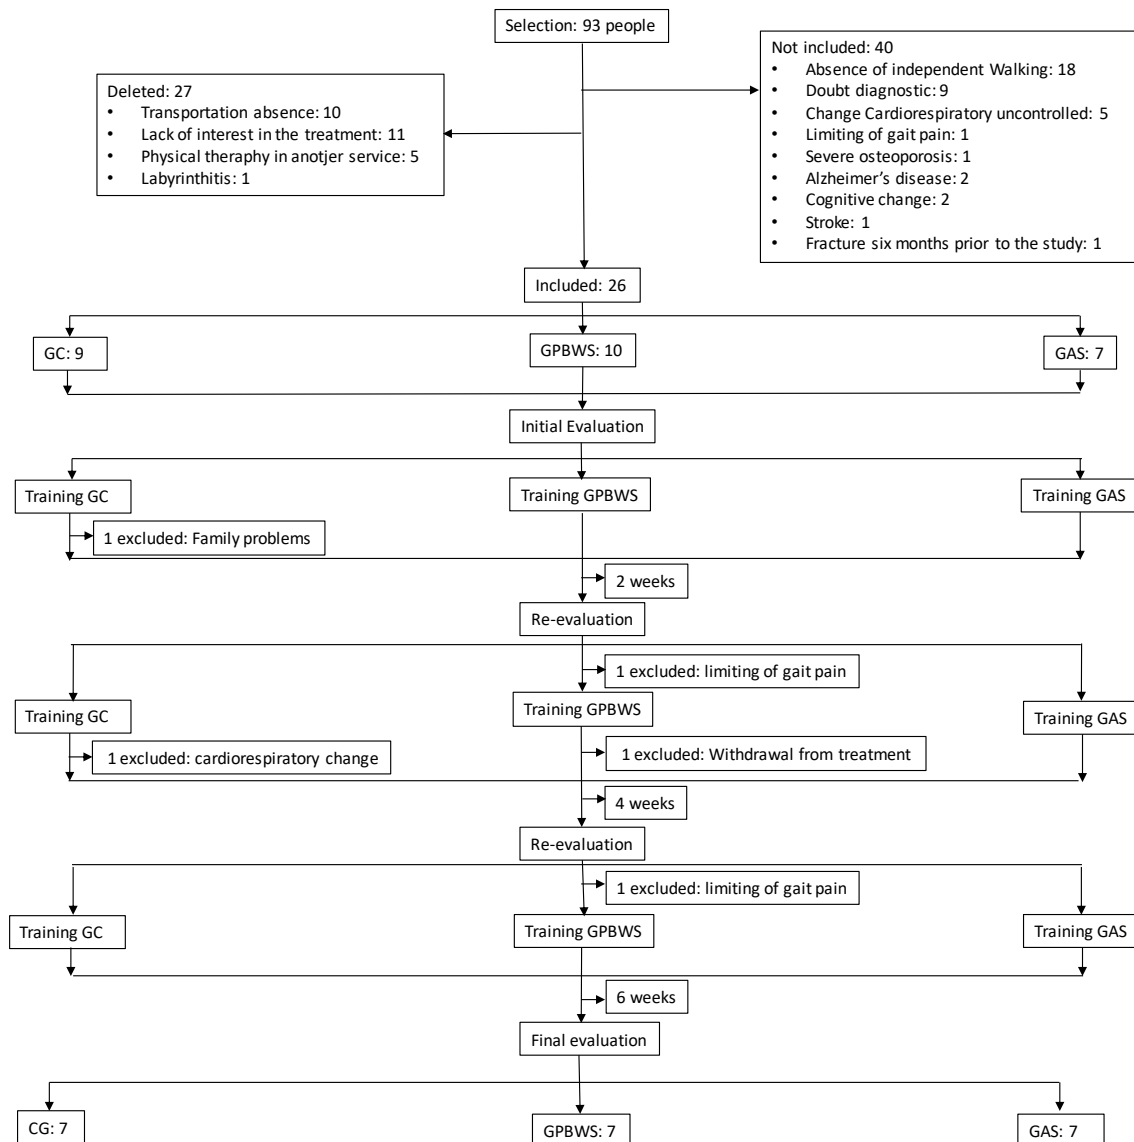 Selection: 93 people
Not included: 40
• Absence of independent Walking: 18
• Doubt diagnostic: 9
• Change Cardiorespiratory uncontrolled: 5
• Limiting of gait pain: 1
• Severe osteoporosis: 1
• Alzheimer's disease: 2
• Cognitive change: 2
• Stroke: 1
• Fracture six months prior to the study: 1
Deleted: 27
• Transportation absence: 10
• Lack of interest in the treatment: 11
• Physical theraphy in anotjer service: 5
• Labyrinthitis: 1
Included: 26
GC: 9
GPBWS: 10
GAS: 7
Initial Evaluation
Training GC
Training GPBWS
Training GAS
1 excluded: Family problems
2 weeks
Re-evaluation
1 excluded: limiting of gait pain
Training GC
Training GPBWS
Training GAS
1 excluded: cardiorespiratory change
1 excluded: Withdrawal from treatment
4 weeks
Re-evaluation
1 excluded: limiting of gait pain
Training GC
Training GPBWS
Training GAS
6 weeks
Final evaluation
CG: 7
GPBWS: 7
GAS: 7